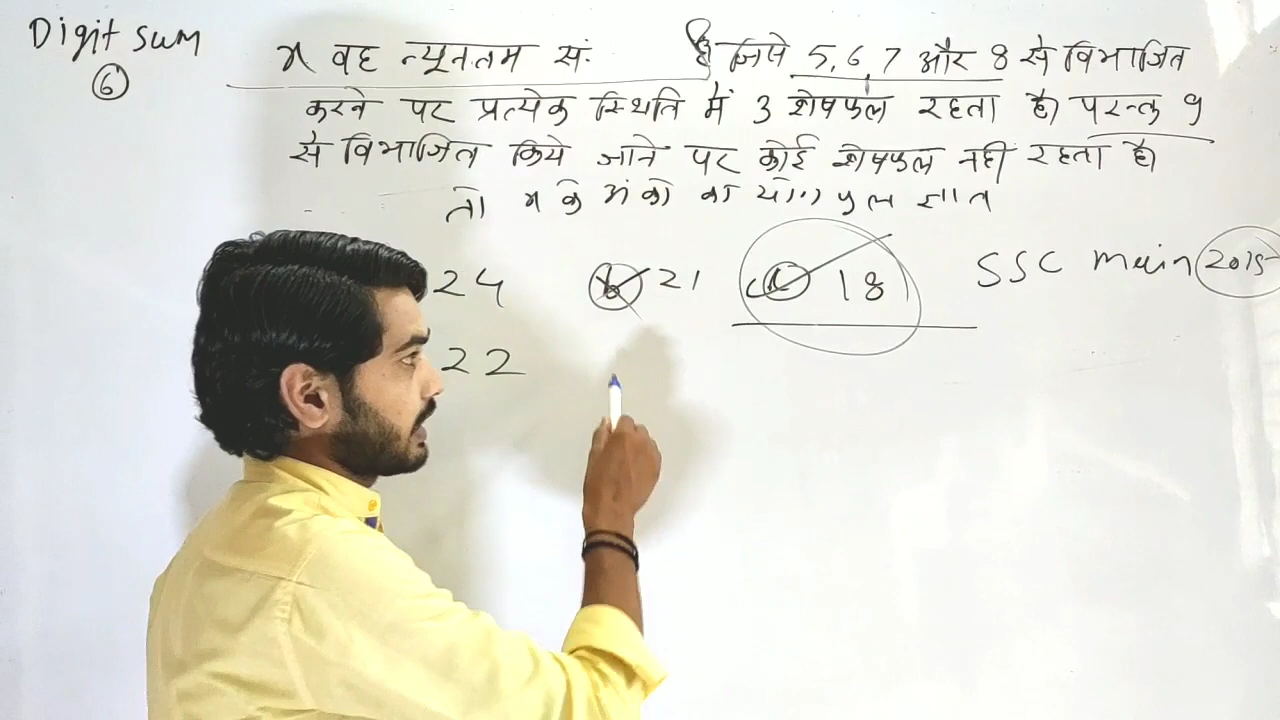 Digit sum
6
x वह न्यूनतम सं. है जिसे 5, 6, 7 और 8 से विभाजित
करने पर प्रत्येक स्थिति में 3 शेषफल रहता है। परन्तु 9
से विभाजित किये जाने पर कोई शेषफल नहीं रहता है।
तो x के अंको का योगफल ज्ञात
24 b 21 c 18 SSC Main 2015
22